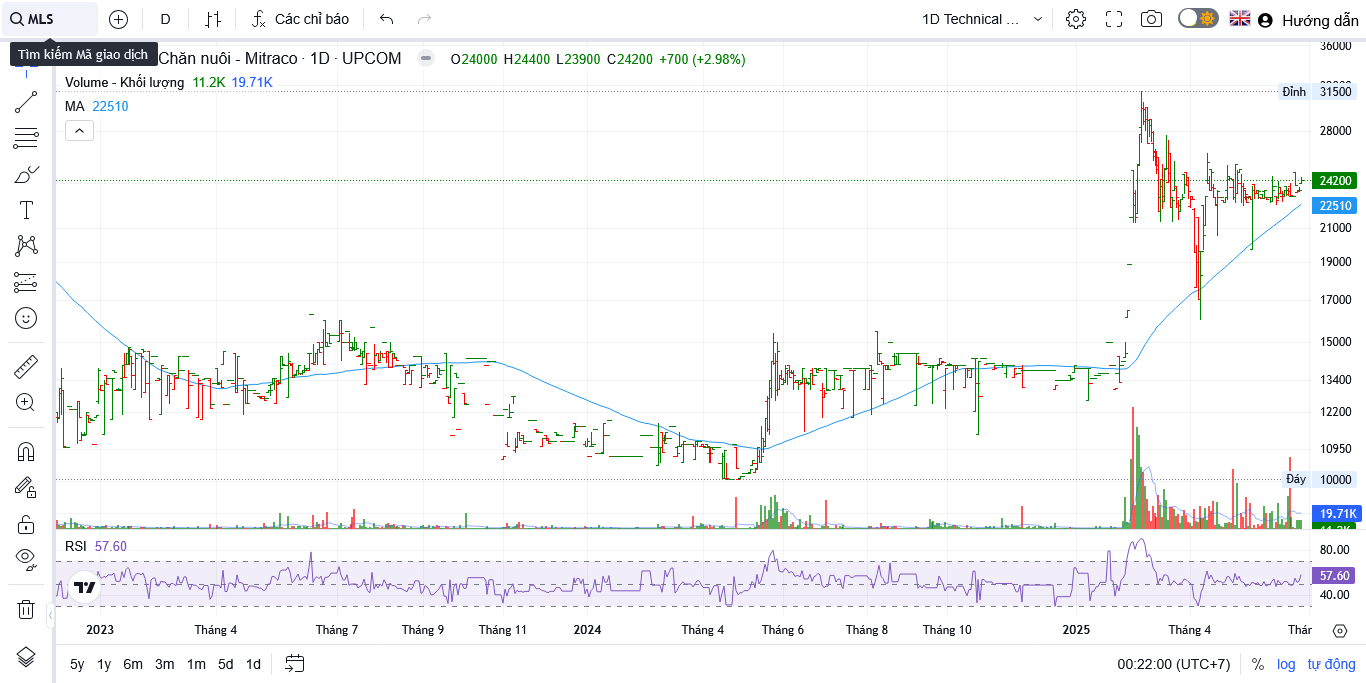 MLS
D
Các chỉ báo
1D Technical ...
Hướng dẫn
Tìm kiếm Mã giao dịch
Chăn nuôi - Mitraco · 1D · UPCOM
O24000 H24400 L23900 C24200 +700 (+2.98%)
Volume - Khối lượng 11.2K 19.71K
MA 22510
36000
Đỉnh 31500
28000
24200
22510
21000
19000
17000
15000
13400
12200
10950
Đáy 10000
19.71K
RSI 57.60
80.00
57.60
40.00
2023 Tháng 4 Tháng 7 Tháng 9 Tháng 11 2024 Tháng 4 Tháng 6 Tháng 8 Tháng 10 2025 Tháng 4 Thár
5y 1y 6m 3m 1m 5d 1d
00:22:00 (UTC+7) % log tự động